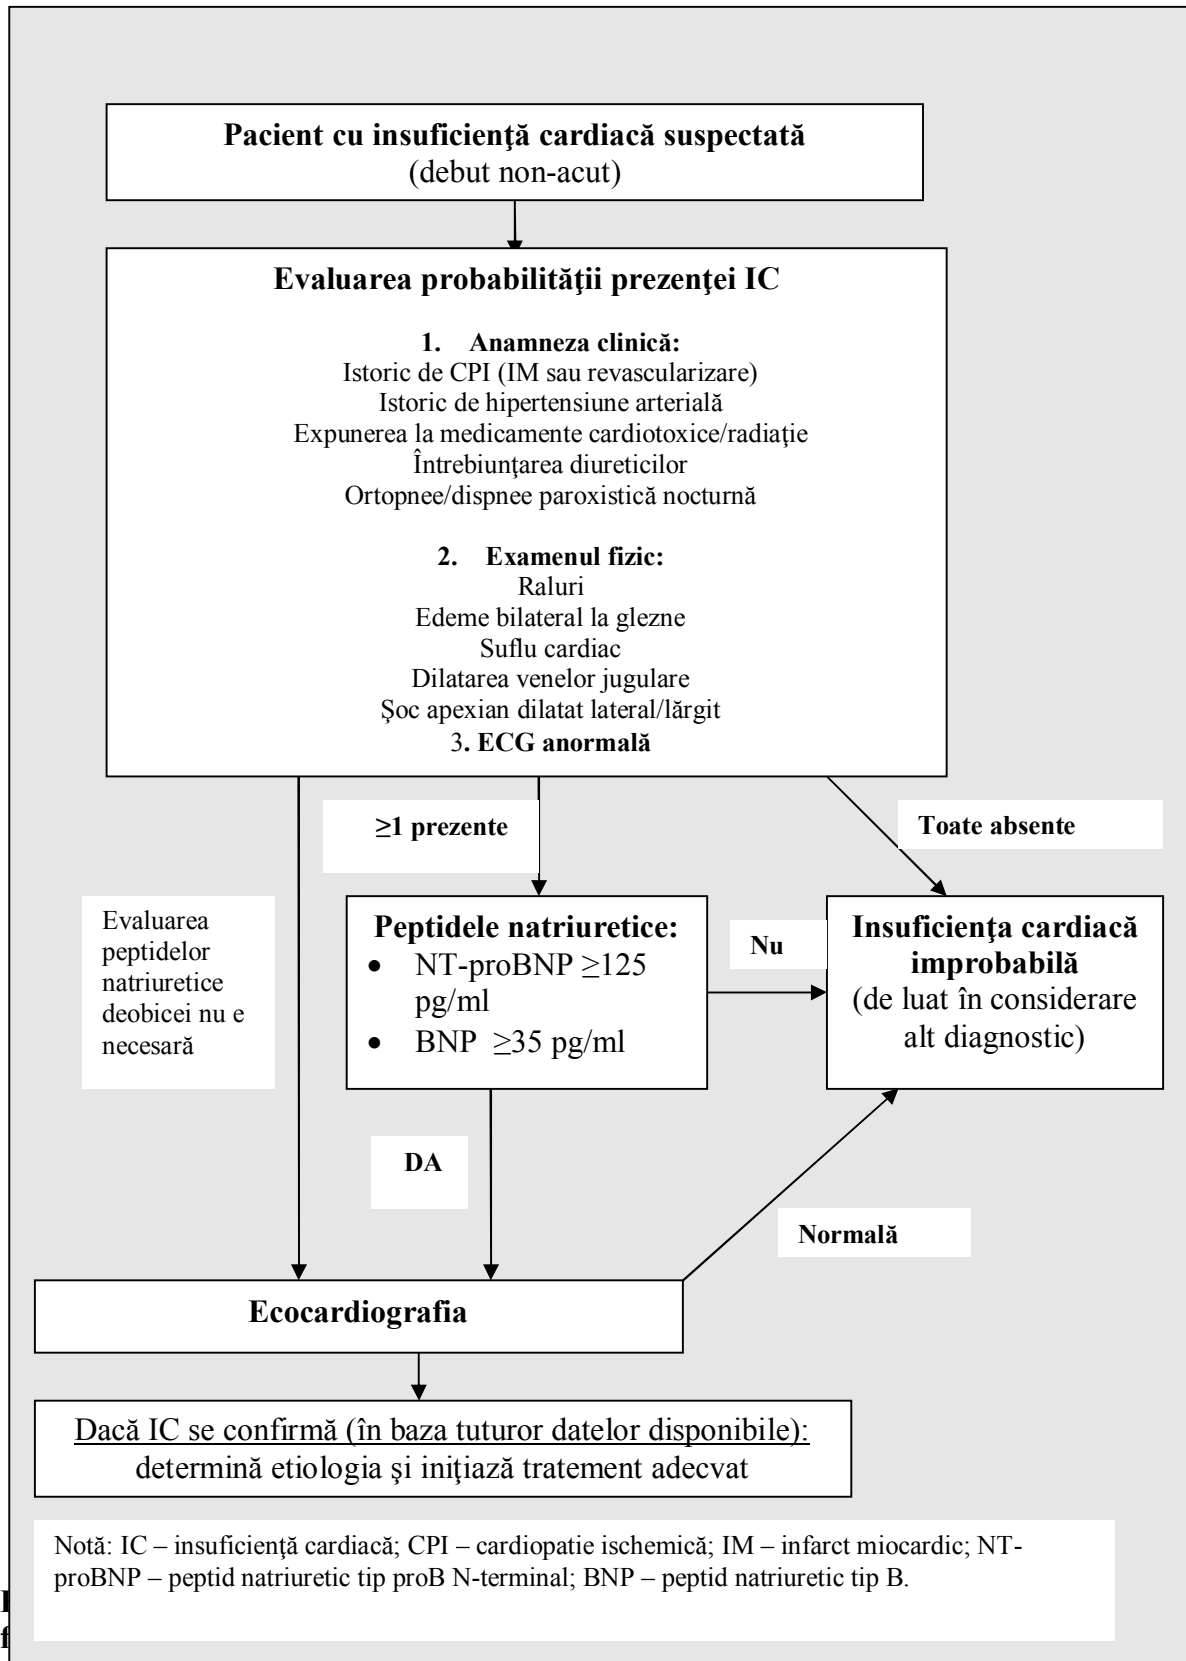 Pacient cu insuficienţă cardiacă suspectată
(debut non-acut)
Evaluarea probabilităţii prezenţei IC
1. Anamneza clinică:
Istoric de CPI (IM sau revascularizare)
Istoric de hipertensiune arterială
Expunerea la medicamente cardiotoxice/radiaţie
Întrebiunţarea diureticilor
Ortopnee/dispnee paroxistică nocturnă
2. Examenul fizic:
Raluri
Edeme bilateral la glezne
Suflu cardiac
Dilatarea venelor jugulare
Şoc apexian dilatat lateral/lărgit
3. ECG anormală
≥1 prezente
Toate absente
Evaluarea
peptidelor
natriuretice
deobicei nu e
necesară
Peptidele natriuretice:
• NT-proBNP ≥125
pg/ml
• BNP ≥35 pg/ml
Nu
Insuficienţa cardiacă
improbabilă
(de luat în considerare
alt diagnostic)
DA
Normală
Ecocardiografia
Dacă IC se confirmă (în baza tuturor datelor disponibile):
determină etiologia şi iniţiază tratement adecvat
Notă: IC – insuficienţă cardiacă; CPI – cardiopatie ischemică; IM – infarct miocardic; NT-
proBNP – peptid natriuretic tip proB N-terminal; BNP – peptid natriuretic tip B.